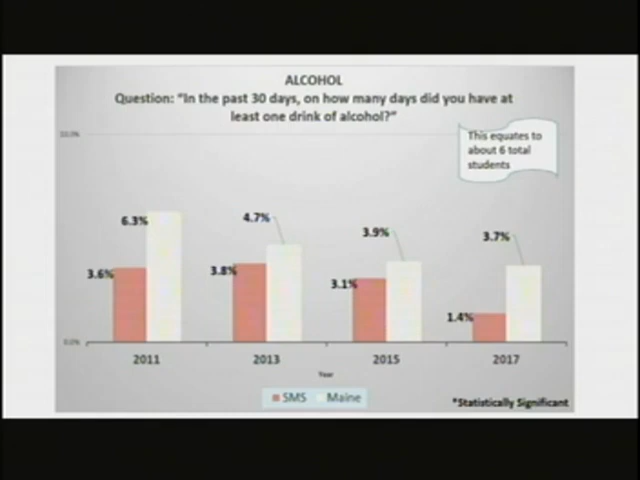 ALCOHOL
Question: "In the past 30 days, on how many days did you have at
least one drink of alcohol?"
This equates to
about 6 total
students
6.3%
4.7%
3.9%
3.7%
3.6%
3.8%
3.1%
1.4%
0.0%
2011
2013
2015
2017
Year
SMS
Maine
*Statistically Significant